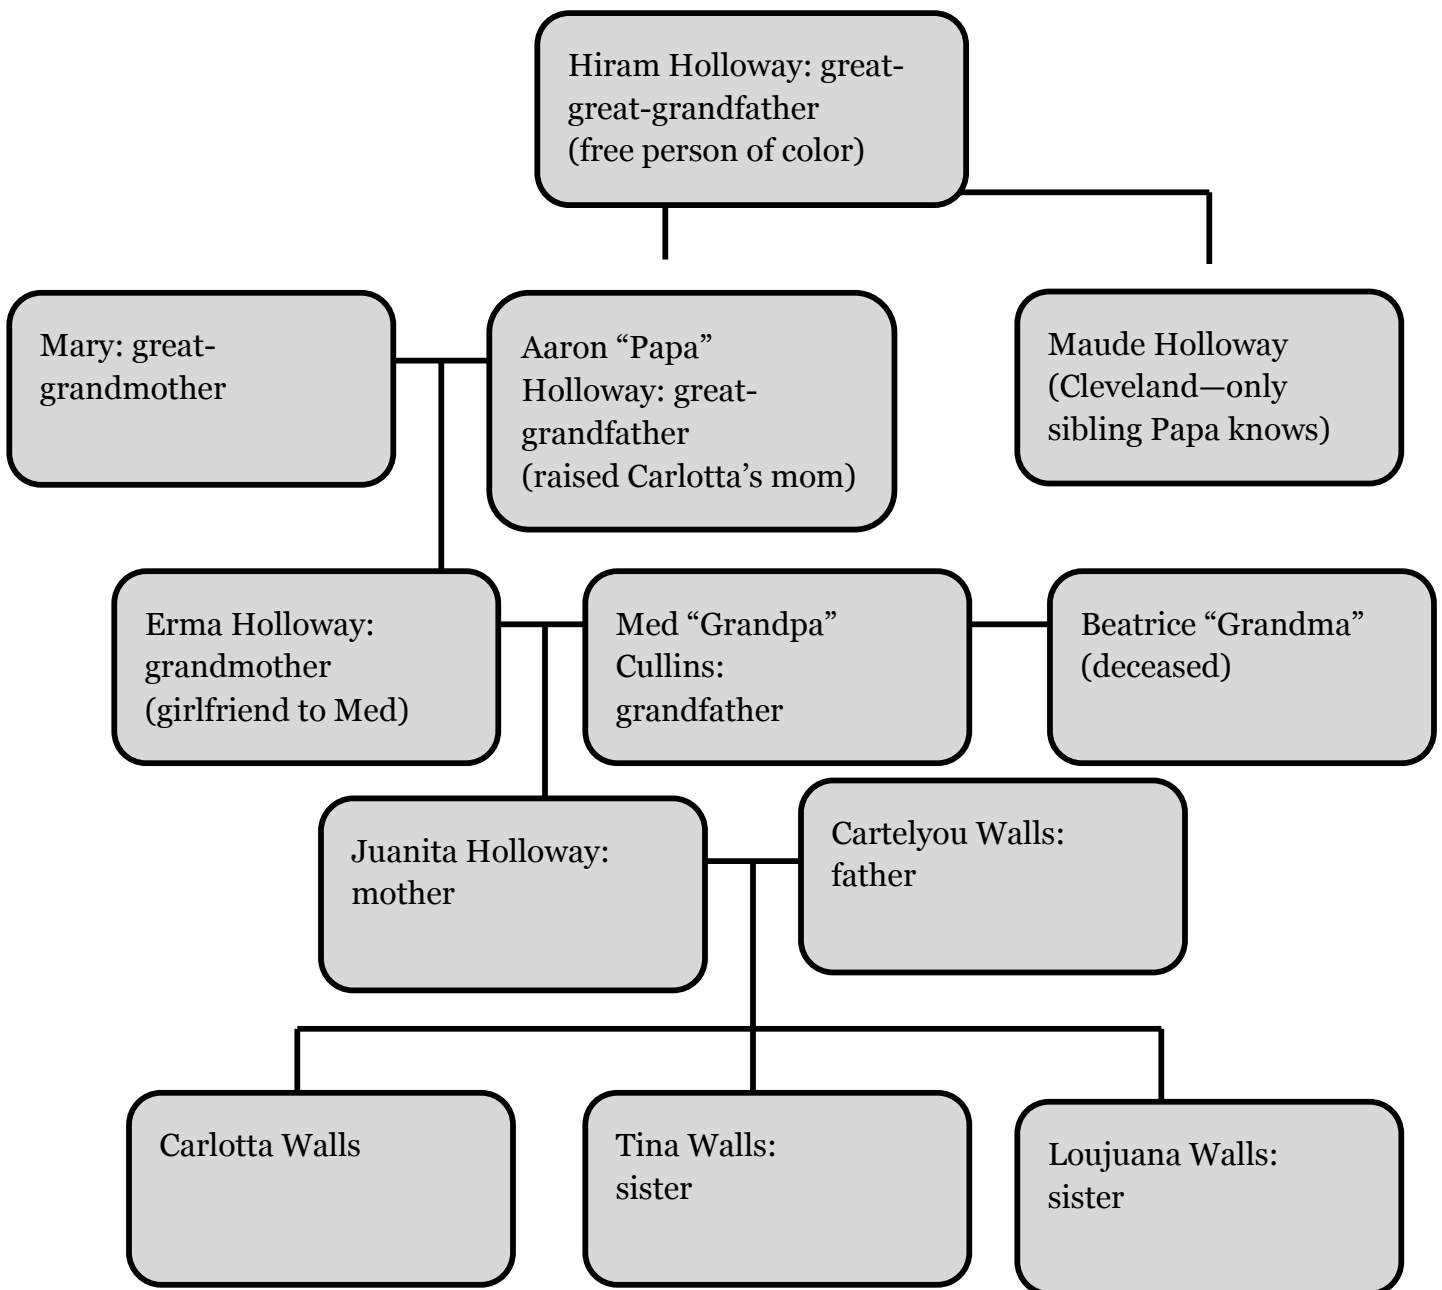 Hiram Holloway: great-
great-grandfather
(free person of color)
Mary: great-
grandmother
Aaron “Papa”
Holloway: great-
grandfather
(raised Carlotta’s mom)
Maude Holloway
(Cleveland—only
sibling Papa knows)
Erma Holloway:
grandmother
(girlfriend to Med)
Med “Grandpa”
Cullins:
grandfather
Beatrice “Grandma”
(deceased)
Juanita Holloway:
mother
Cartelyou Walls:
father
Carlotta Walls
Tina Walls:
sister
Loujuana Walls:
sister